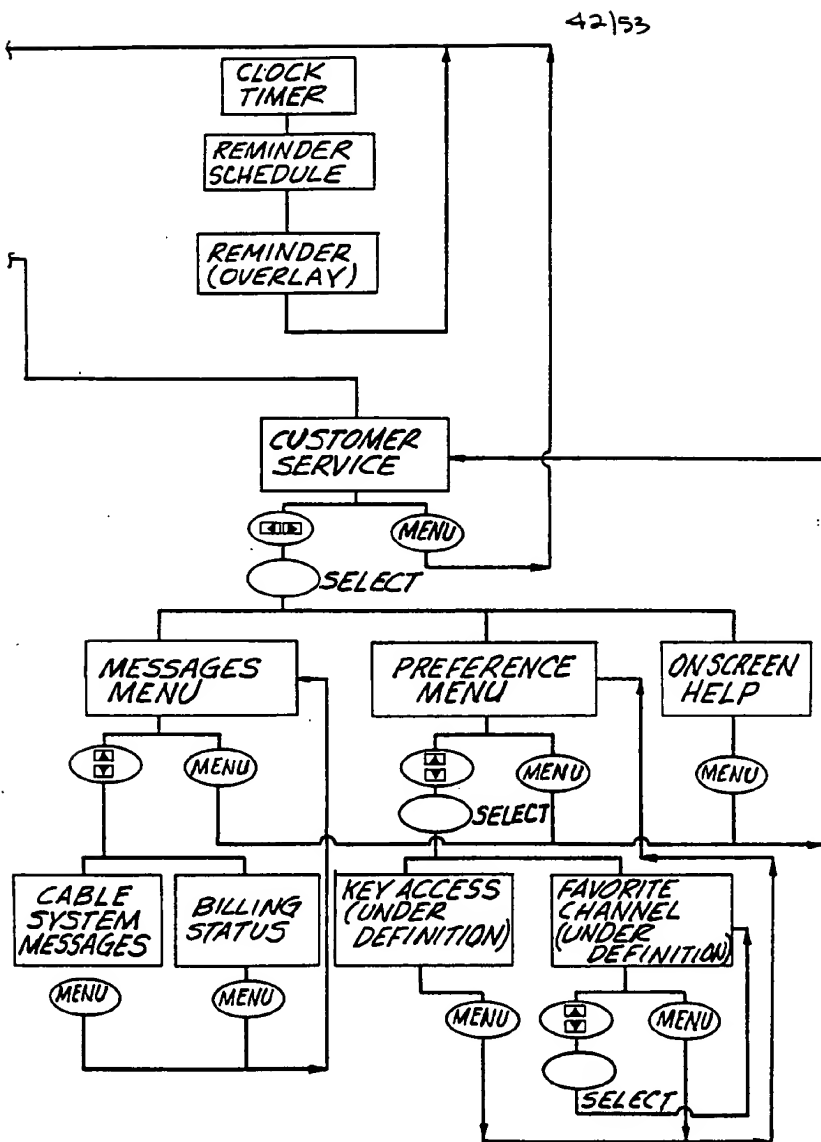 42/53
CLOCK
TIMER
REMINDER
SCHEDULE
REMINDER
(OVERLAY)
CUSTOMER
SERVICE
MENU
SELECT
MESSAGES
MENU
PREFERENCE
MENU
ON SCREEN
HELP
MENU
MENU
MENU
SELECT
CABLE
SYSTEM
MESSAGES
BILLING
STATUS
KEY ACCESS
(UNDER
DEFINITION)
FAVORITE
CHANNEL
(UNDER
DEFINITION)
MENU
MENU
MENU
MENU
SELECT